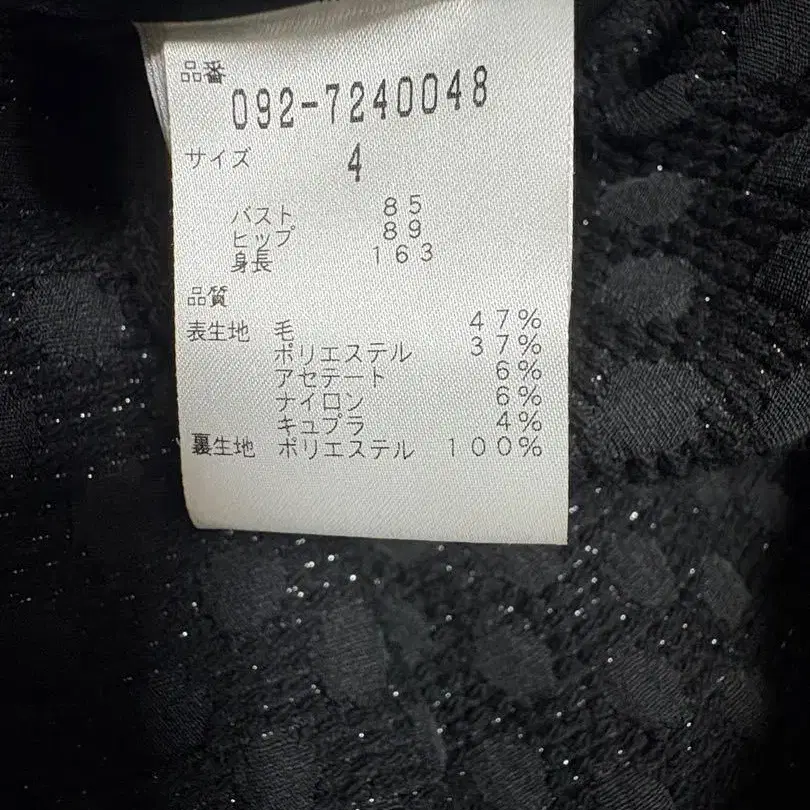 品番
092-7240048
サイズ 4
バスト 85
ヒップ 89
身長 163
品質
表生地 毛 47%
ポリエステル 37%
アセテート 6%
ナイロン 6%
キュプラ 4%
裏生地 ポリエステル 100%